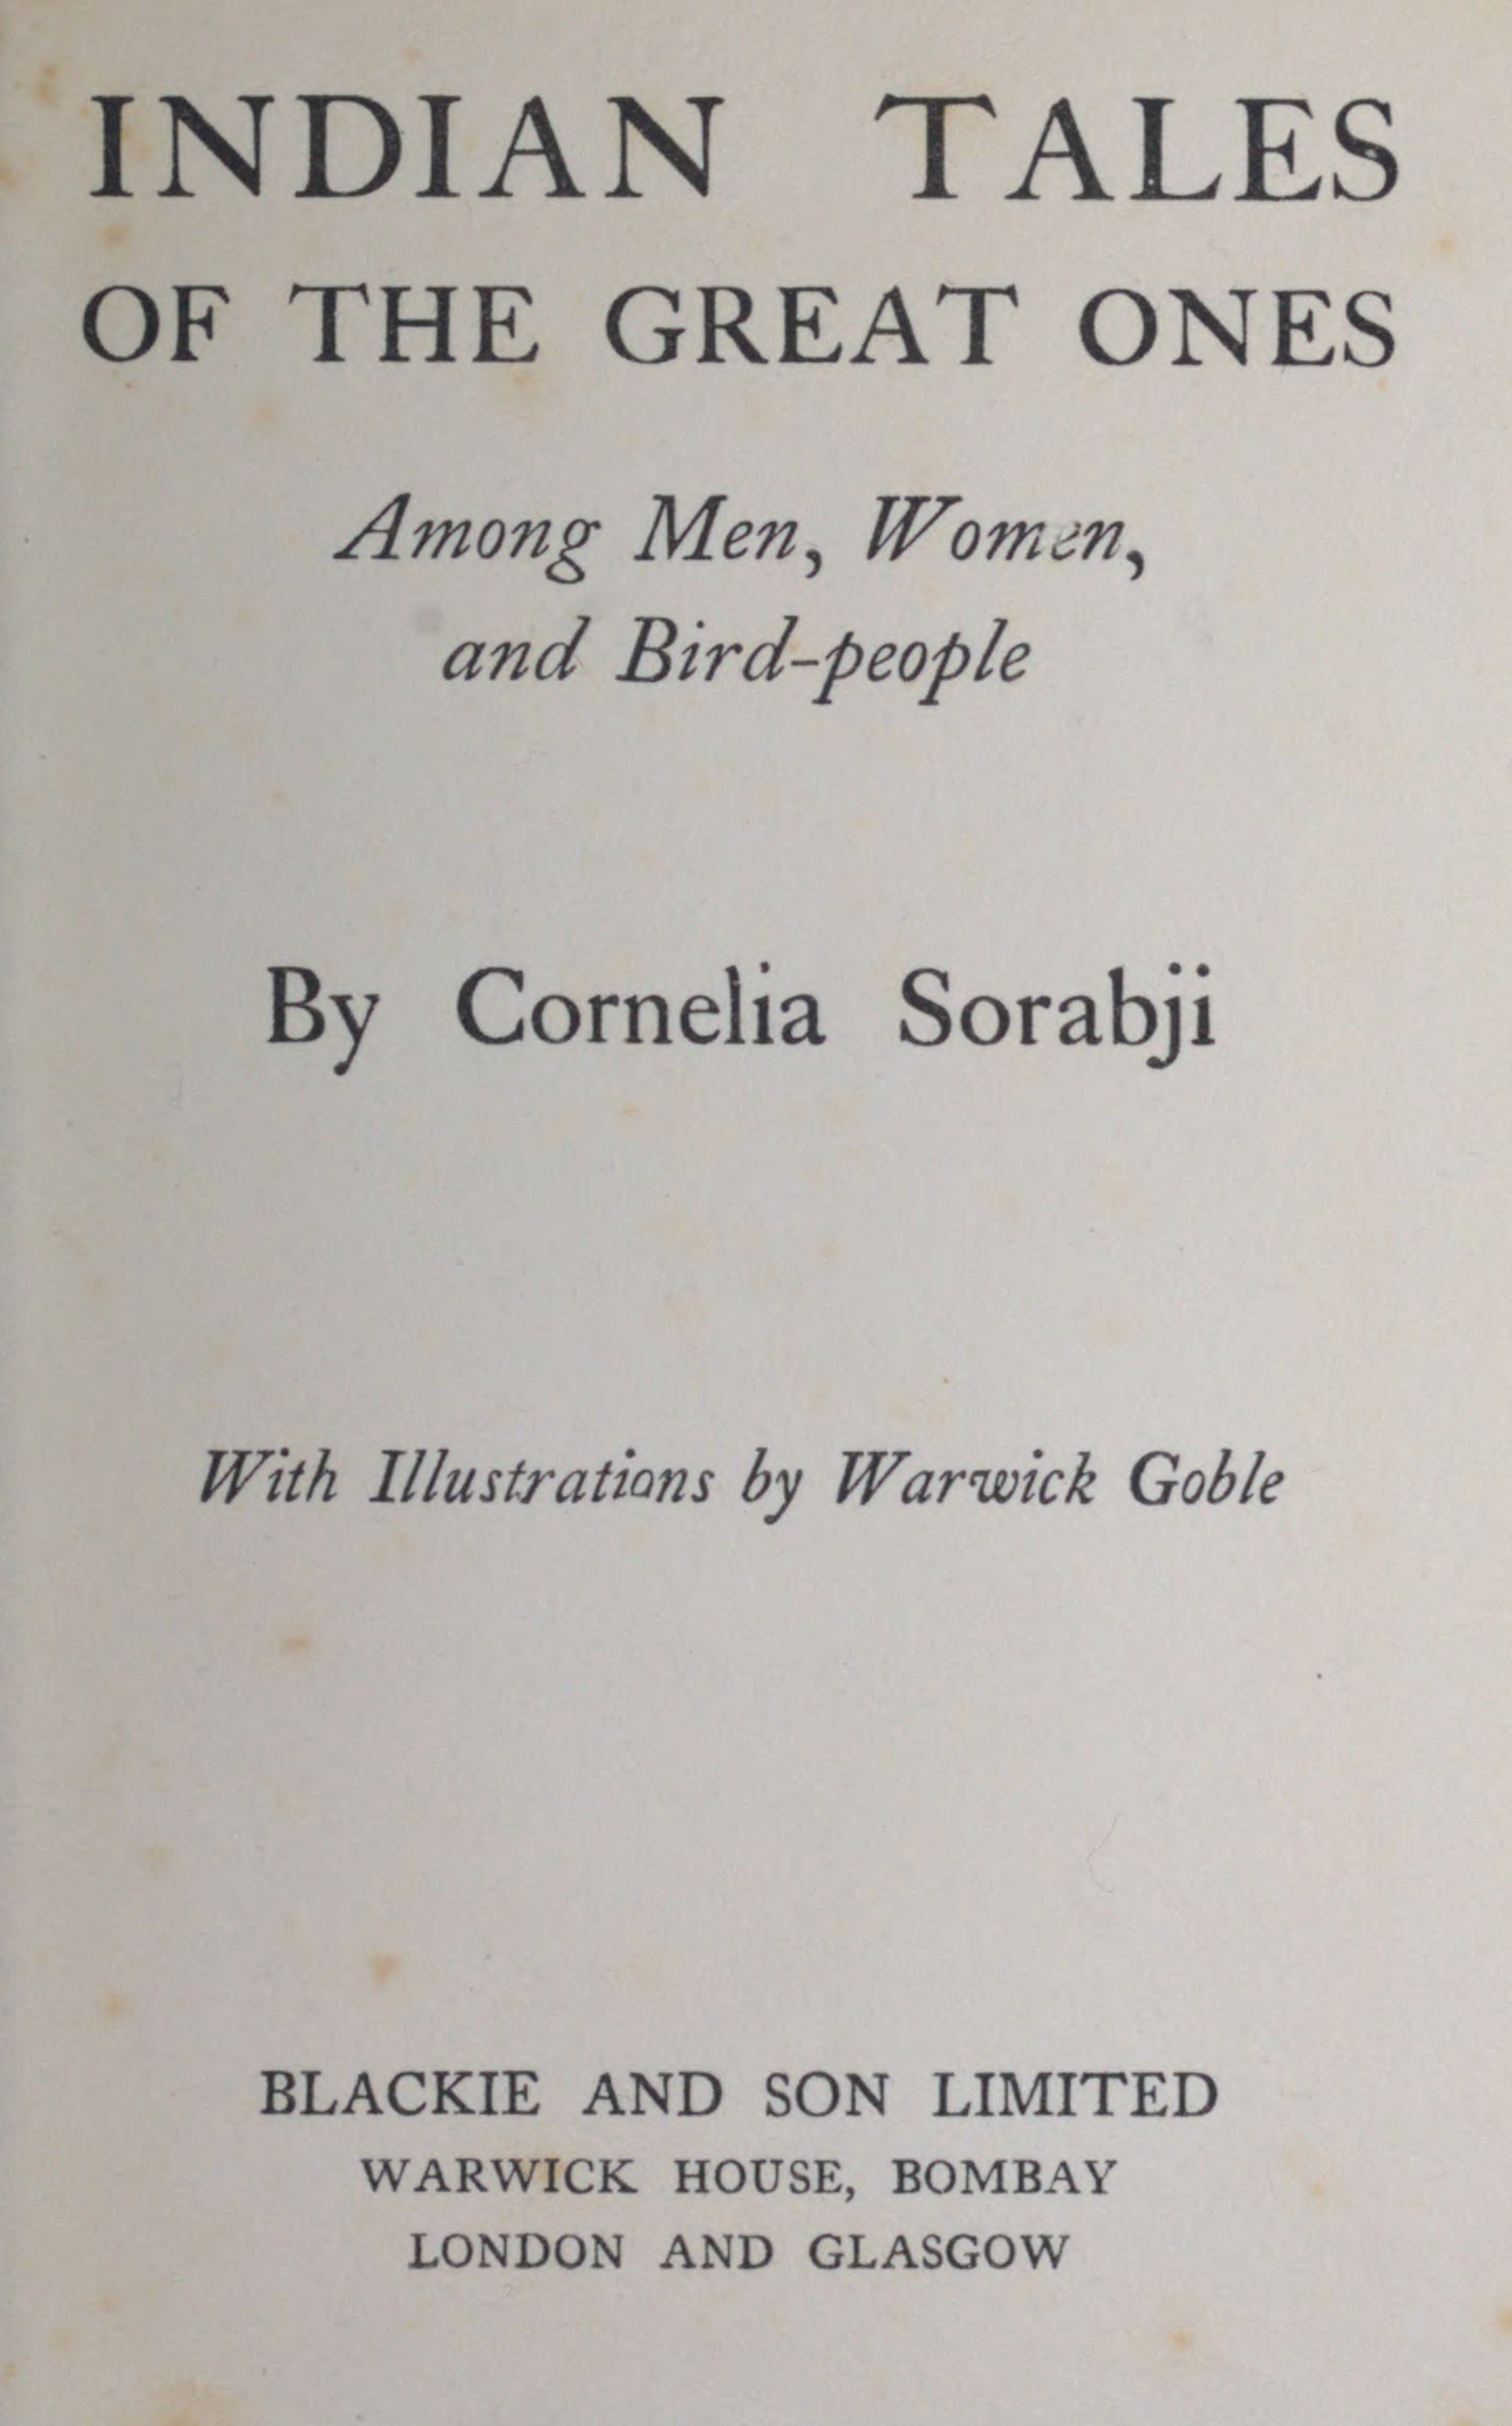 INDIAN TALES
OF THE GREAT ONES
Among Men, Women,
and Bird-people
By Cornelia Sorabji
With Illustrations by Warwick Goble
BLACKIE AND SON LIMITED
WARWICK HOUSE, BOMBAY
LONDON AND GLASGOW